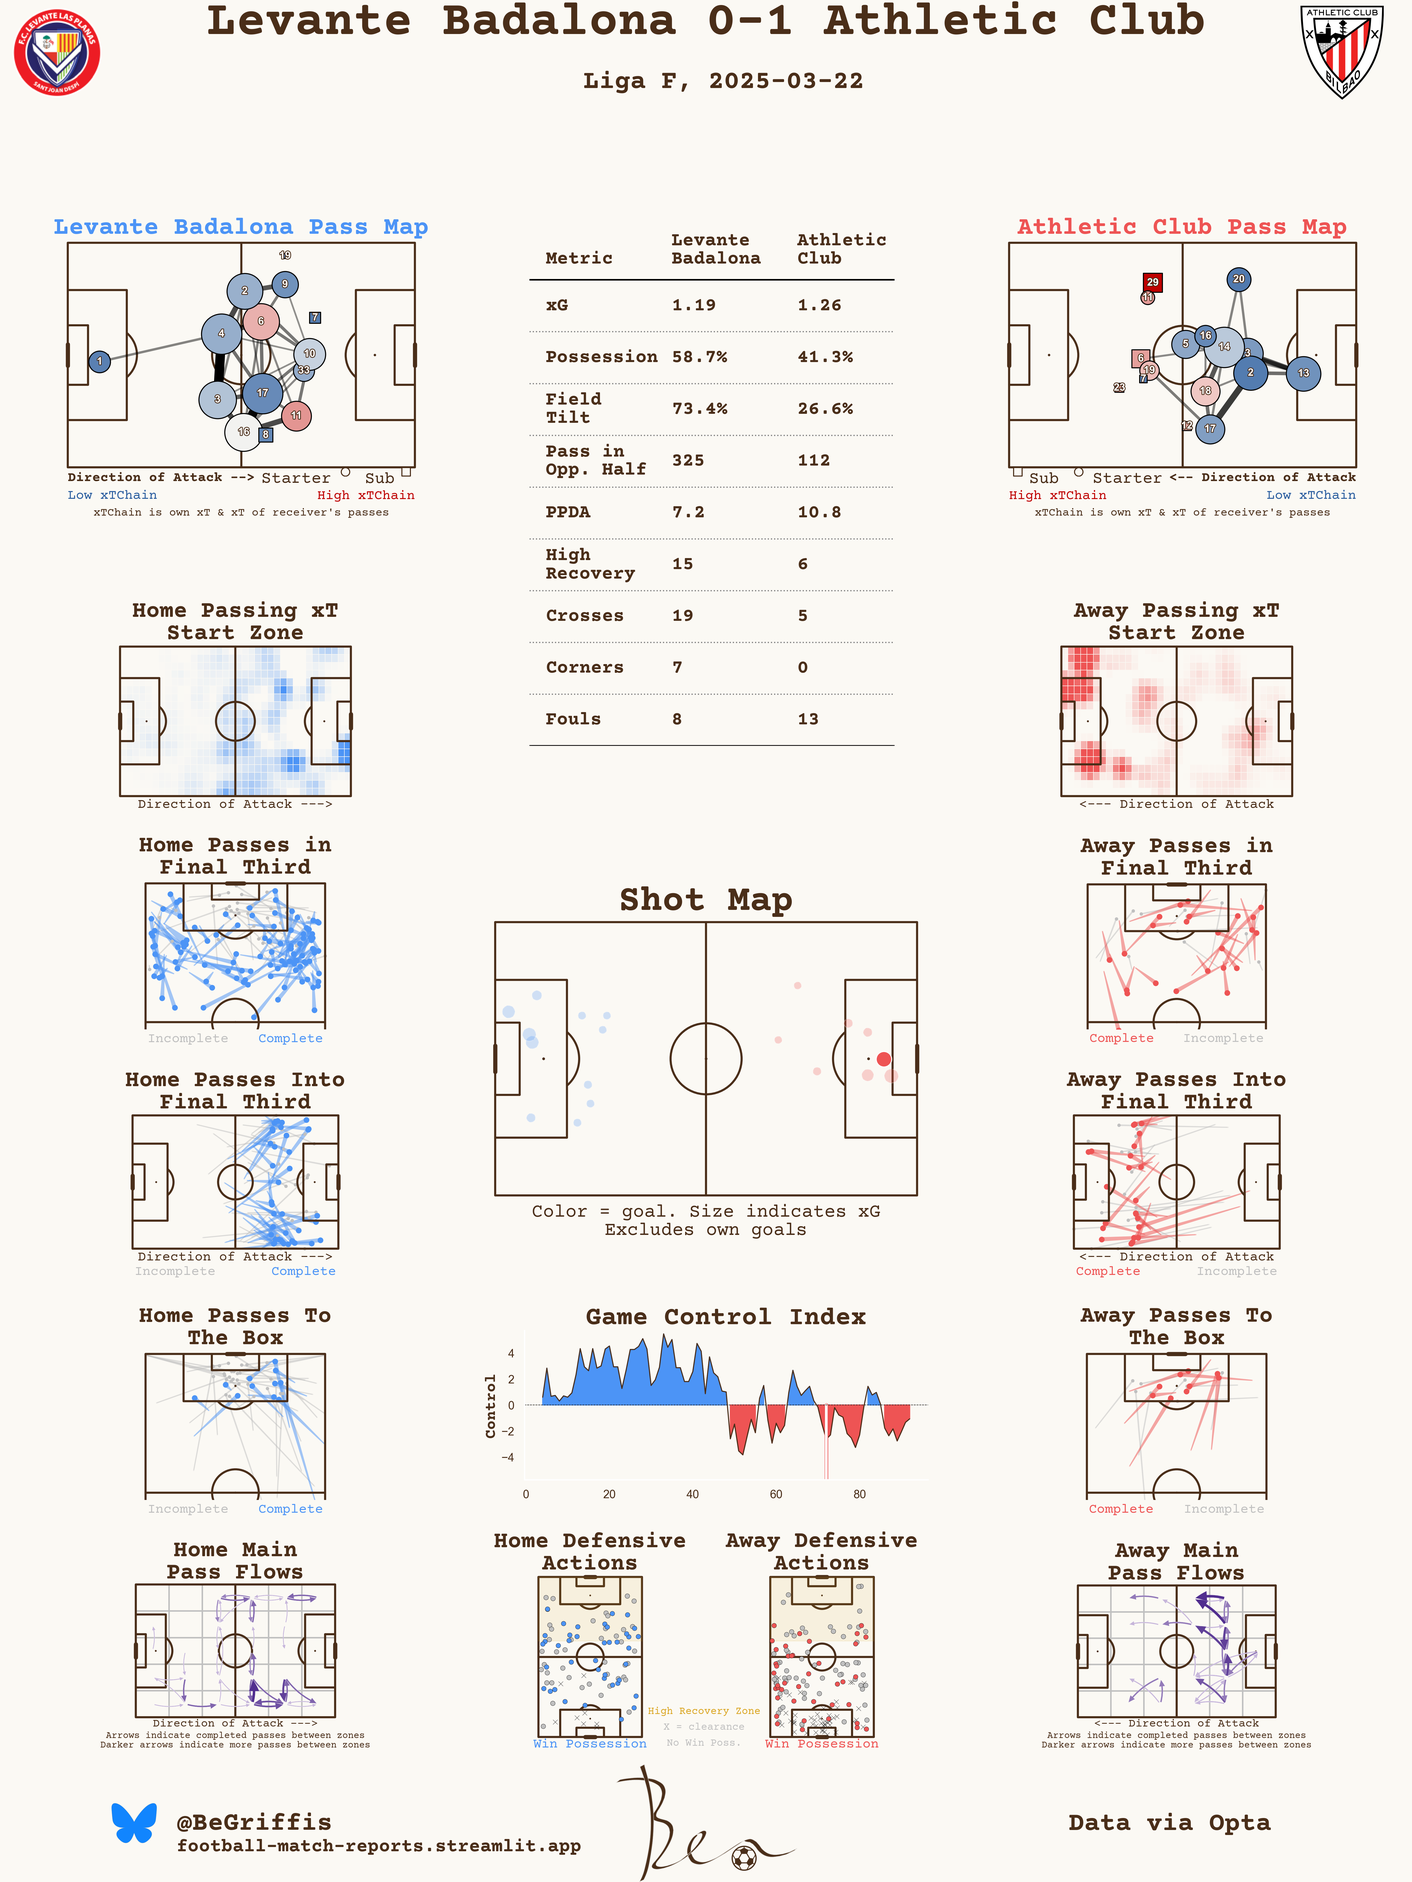 Levante Badalona 0-1 Athletic Club
Liga F, 2025-03-22
F.C. LEVANTE LAS PLANAS
SANT JOAN DESPI
ATHLETIC CLUB
BILBAO
Levante Badalona Pass Map
19
2
9
7
6
4
10
1
33
17
3
11
16
8
Direction of Attack --> Starter Sub
Low xTChain High xTChain
xTChain is own xT & xT of receiver's passes
Metric Levante Badalona Athletic Club
xG 1.19 1.26
Possession 58.7% 41.3%
Field Tilt 73.4% 26.6%
Pass in Opp. Half 325 112
PPDA 7.2 10.8
High Recovery 15 6
Crosses 19 5
Corners 7 0
Fouls 8 13
Athletic Club Pass Map
29
20
11
16
5
14
3
6
19
7
2
13
23
18
12
17
Sub Starter <-- Direction of Attack
High xTChain Low xTChain
xTChain is own xT & xT of receiver's passes
Home Passing xT
Start Zone
Direction of Attack --->
Away Passing xT
Start Zone
<--- Direction of Attack
Home Passes in
Final Third
Incomplete Complete
Away Passes in
Final Third
Complete Incomplete
Shot Map
Color = goal. Size indicates xG
Excludes own goals
Home Passes Into
Final Third
Direction of Attack --->
Incomplete Complete
Away Passes Into
Final Third
<--- Direction of Attack
Complete Incomplete
Home Passes To
The Box
Incomplete Complete
Game Control Index
Control
4
2
0
−2
−4
0 20 40 60 80
Away Passes To
The Box
Complete Incomplete
Home Main
Pass Flows
Direction of Attack --->
Arrows indicate completed passes between zones
Darker arrows indicate more passes between zones
Home Defensive
Actions
Win Possession
High Recovery Zone
X = clearance
No Win Poss.
Away Defensive
Actions
Win Possession
Away Main
Pass Flows
<--- Direction of Attack
Arrows indicate completed passes between zones
Darker arrows indicate more passes between zones
@BeGriffis
football-match-reports.streamlit.app
Ben
Data via Opta